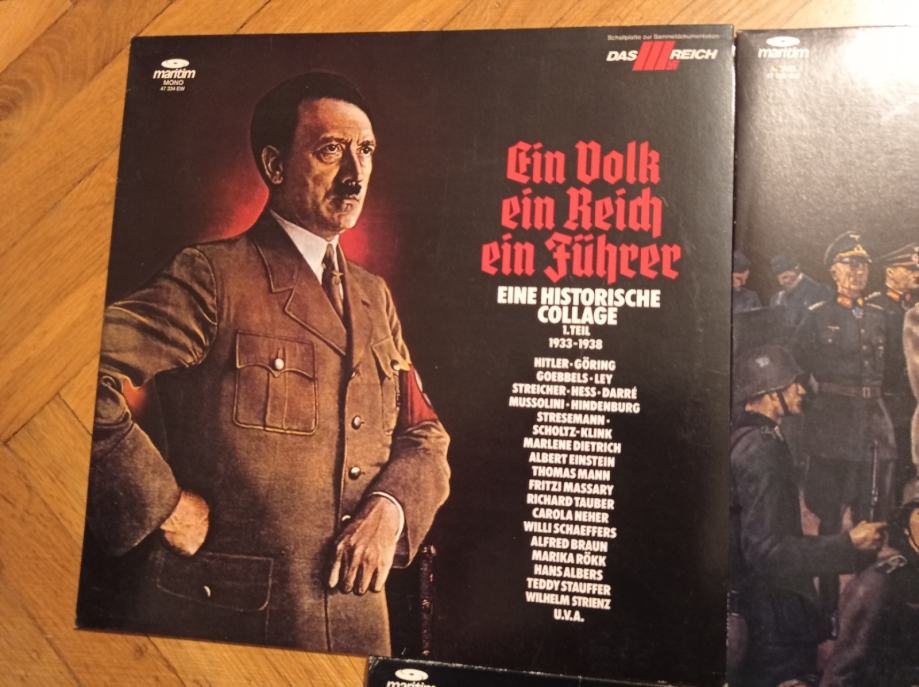 maritim
MONO
47 334 EW
Schallplatte zur Sammeldokumentation
DAS III. REICH
Ein Volk
ein Reich
ein Führer
EINE HISTORISCHE
COLLAGE
1. TEIL
1933-1938
HITLER · GÖRING
GOEBBELS · LEY
STREICHER · HESS · DARRÉ
MUSSOLINI · HINDENBURG
STRESEMANN ·
SCHOLTZ-KLINK
MARLENE DIETRICH
ALBERT EINSTEIN
THOMAS MANN
FRITZI MASSARY
RICHARD TAUBER
CAROLA NEHER
WILLI SCHAEFFERS
ALFRED BRAUN
MARIKA RÖKK
HANS ALBERS
TEDDY STAUFFER
WILHELM STRIENZ
U.V.A.
maritim
maritim